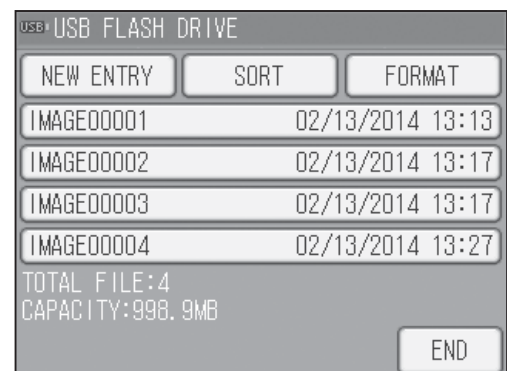 USB USB FLASH DRIVE
NEW ENTRY SORT FORMAT
IMAGE00001 02/13/2014 13:13
IMAGE00002 02/13/2014 13:17
IMAGE00003 02/13/2014 13:17
IMAGE00004 02/13/2014 13:27
TOTAL FILE:4
CAPACITY:998.9MB
END